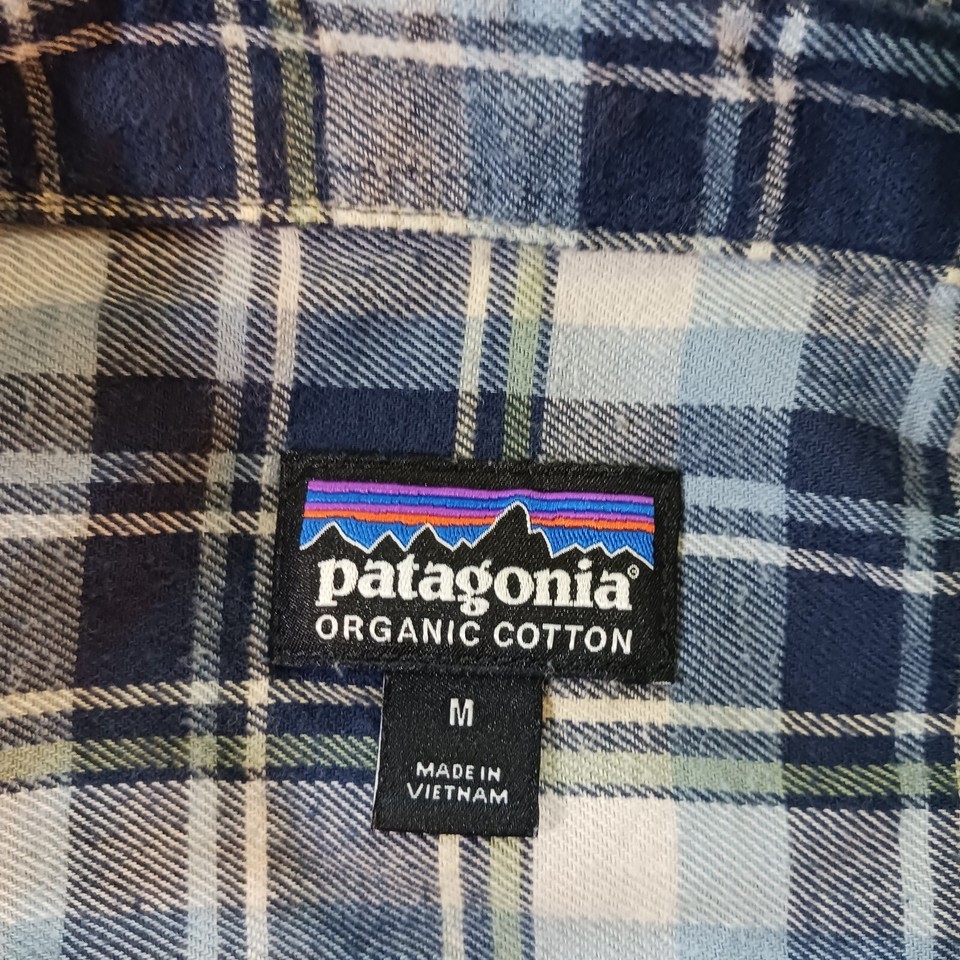 patagonia®
ORGANIC COTTON
M
MADE IN
VIETNAM